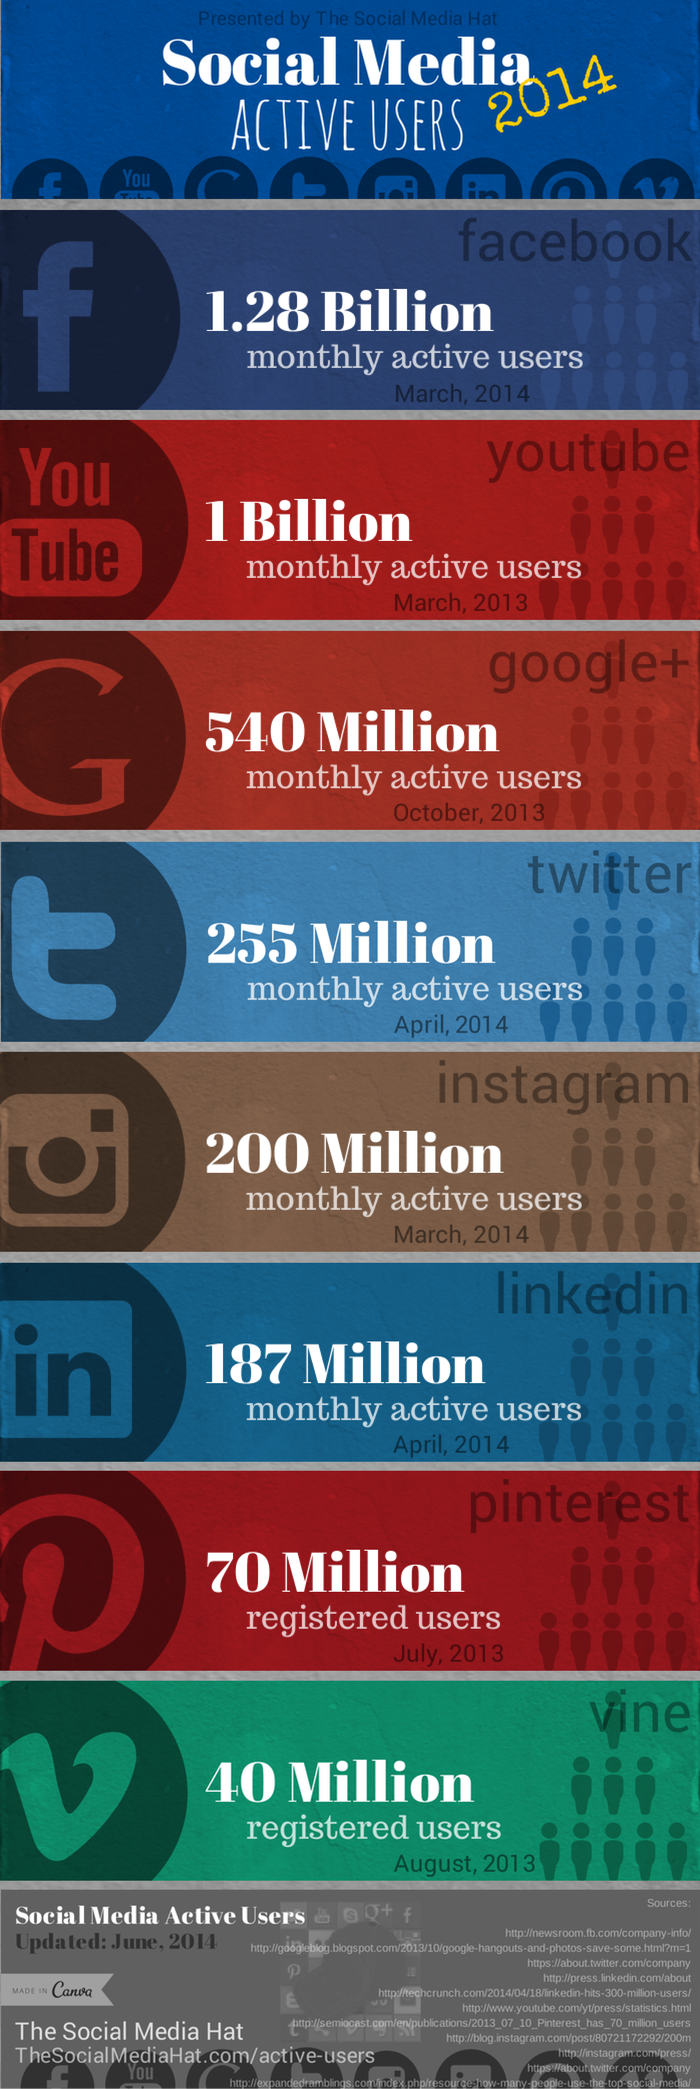 Presented by The Social Media Hat
Social Media
2014
ACTIVE USERS
You
Tube
in
facebook
1.28 Billion
monthly active users
March, 2014
You
Tube
youtube
1 Billion
monthly active users
March, 2013
google+
540 Million
monthly active users
October, 2013
twitter
255 Million
monthly active users
April, 2014
instagram
200 Million
monthly active users
March, 2014
in
linkedin
187 Million
monthly active users
April, 2014
pinterest
70 Million
registered users
July, 2013
vine
40 Million
registered users
August, 2013
Social Media Active Users
Updated: June, 2014
MADE IN Canva
The Social Media Hat
TheSocialMediaHat.com/active-users
You
Sources:
http://newsroom.fb.com/company-info/
http://googleblog.blogspot.com/2013/10/google-hangouts-and-photos-save-some.html?m=1
https://about.twitter.com/company
http://press.linkedin.com/about
http://techcrunch.com/2014/04/18/linkedin-hits-300-million-users/
http://www.youtube.com/yt/press/statistics.html
http://semiocast.com/en/publications/2013_07_10_Pinterest_has_70_million_users
http://blog.instagram.com/post/80721172292/200m
http://instagram.com/press/
https://about.twitter.com/company
http://expandedramblings.com/index.php/resource-how-many-people-use-the-top-social-media/